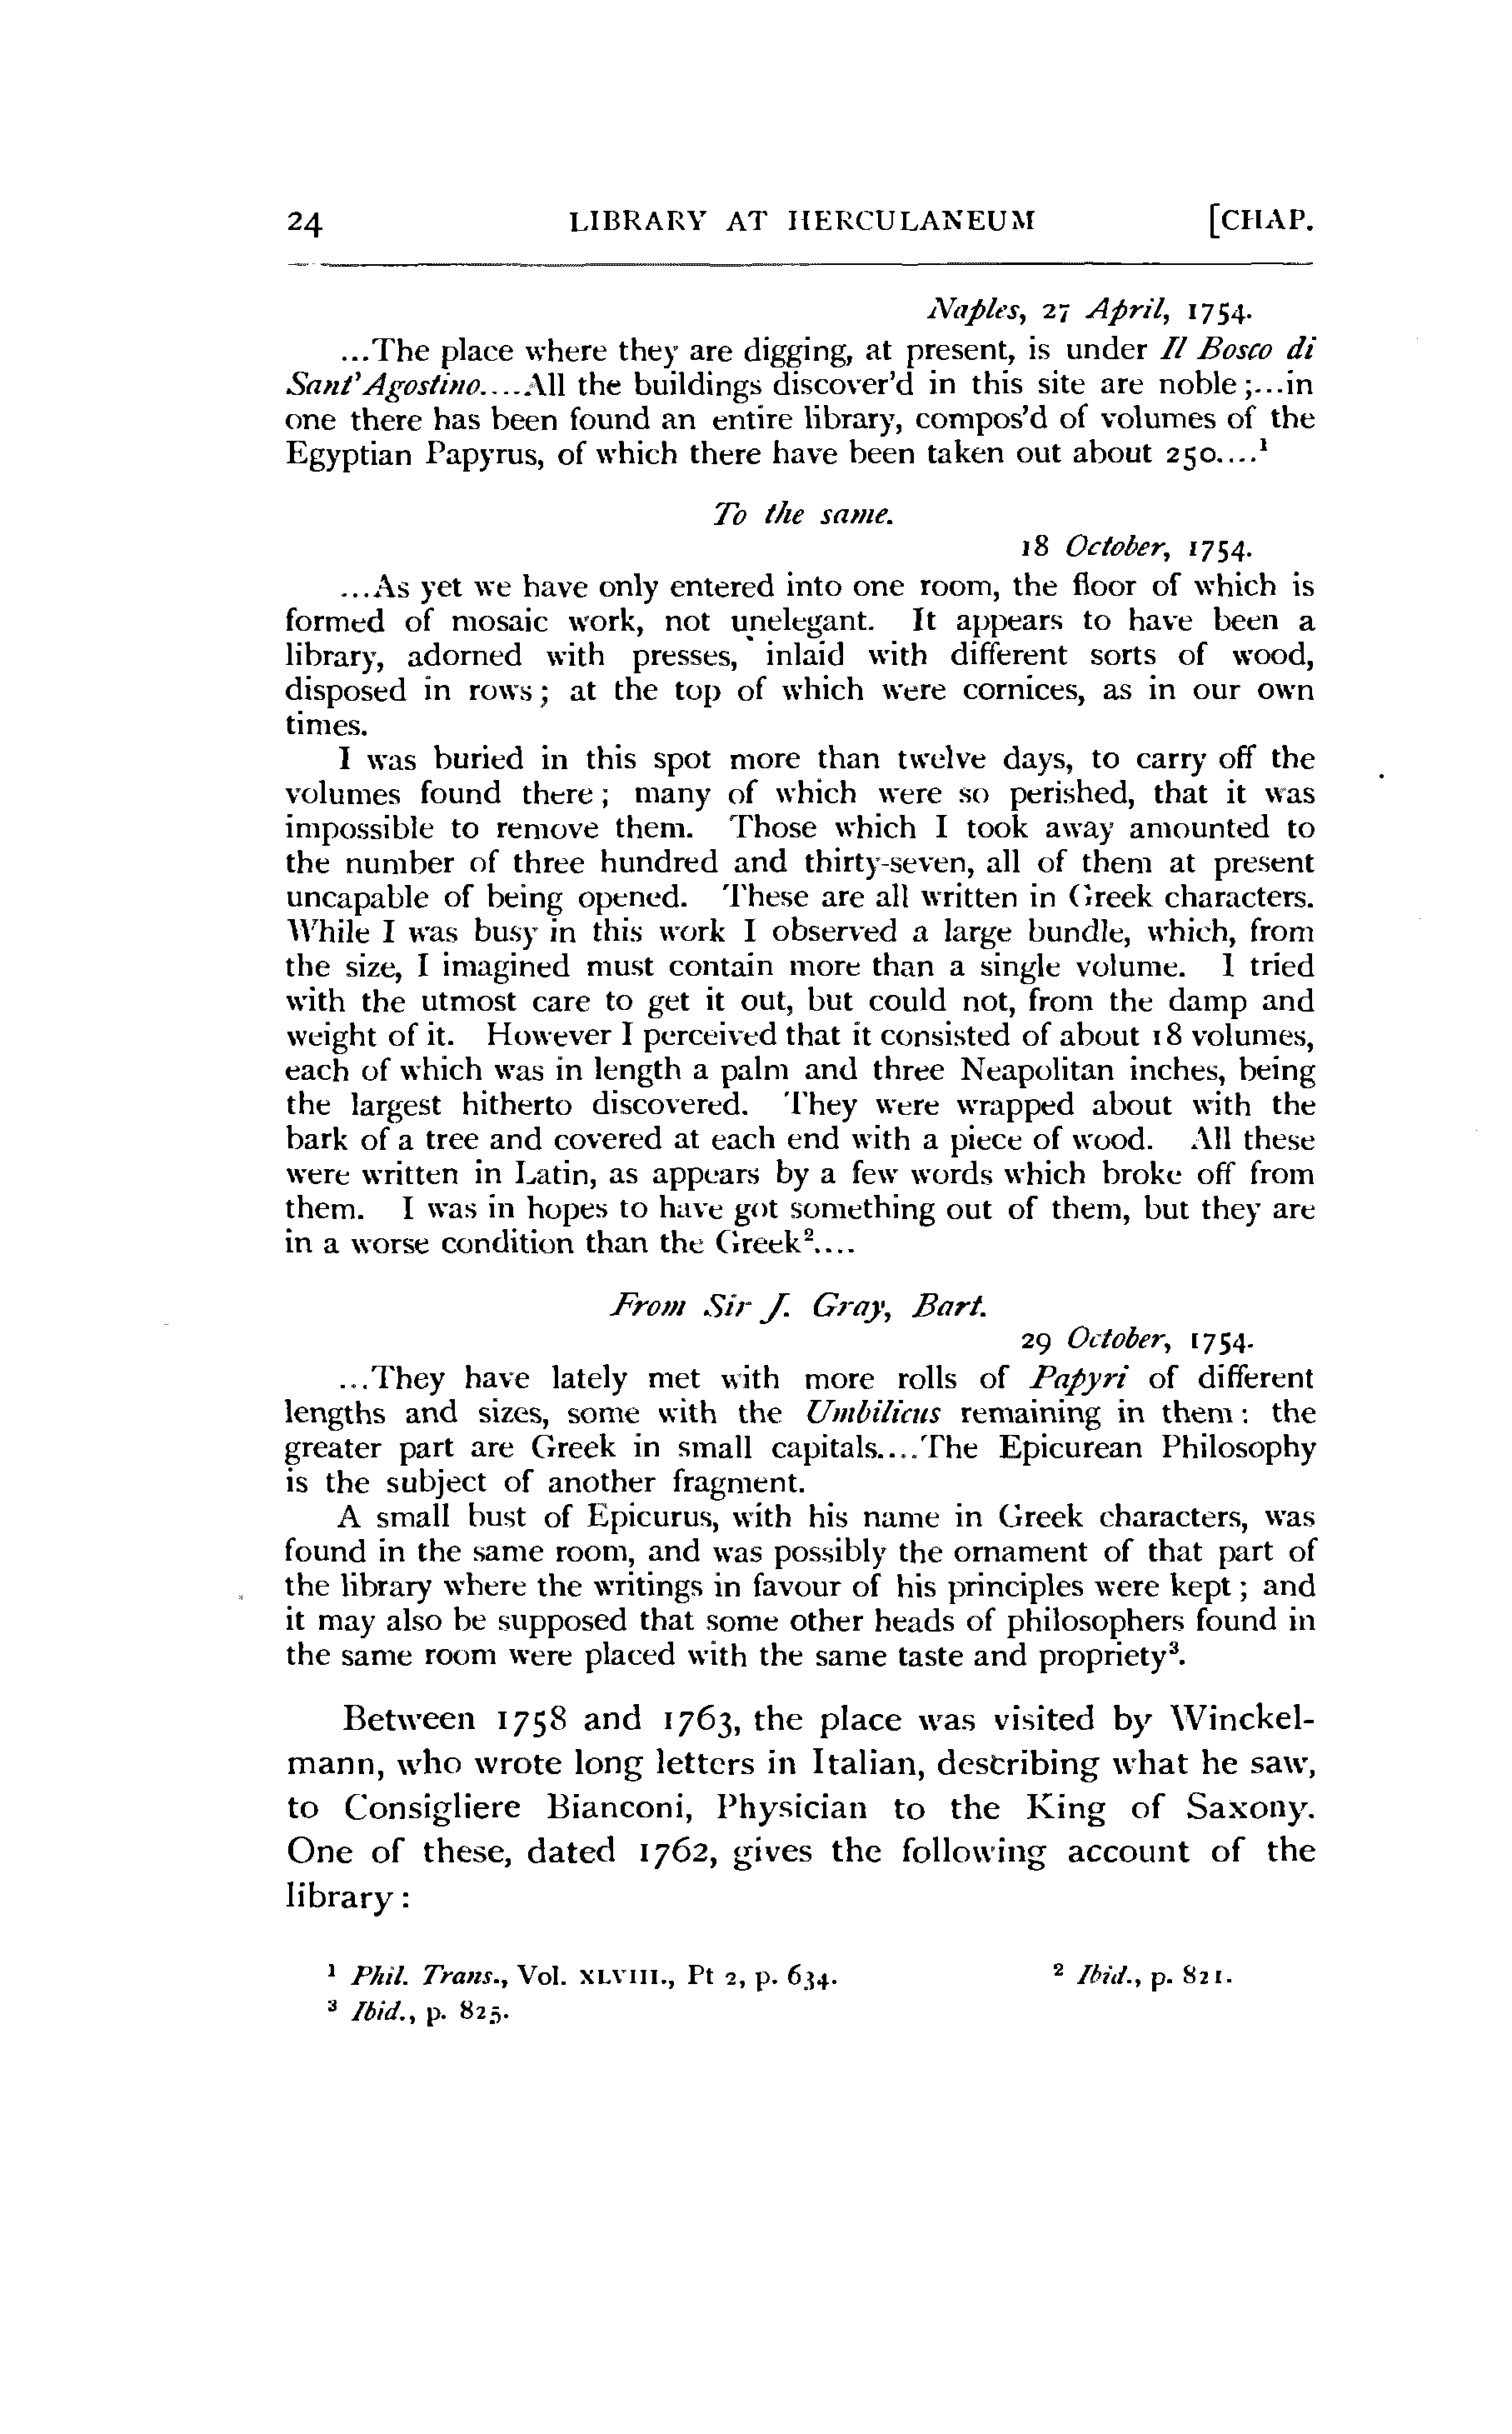 24 LIBRARY AT HERCULANEUM [CHAP.
Naples, 27 April, 1754.
...The place where they are digging, at present, is under Il Bosco di
Sant' Agostino....All the buildings discover'd in this site are noble;...in
one there has been found an entire library, compos'd of volumes of the
Egyptian Papyrus, of which there have been taken out about 250....¹
To the same.
18 October, 1754.
...As yet we have only entered into one room, the floor of which is
formed of mosaic work, not unelegant. It appears to have been a
library, adorned with presses, inlaid with different sorts of wood,
disposed in rows; at the top of which were cornices, as in our own
times.
I was buried in this spot more than twelve days, to carry off the
volumes found there; many of which were so perished, that it was
impossible to remove them. Those which I took away amounted to
the number of three hundred and thirty-seven, all of them at present
uncapable of being opened. These are all written in Greek characters.
While I was busy in this work I observed a large bundle, which, from
the size, I imagined must contain more than a single volume. I tried
with the utmost care to get it out, but could not, from the damp and
weight of it. However I perceived that it consisted of about 18 volumes,
each of which was in length a palm and three Neapolitan inches, being
the largest hitherto discovered. They were wrapped about with the
bark of a tree and covered at each end with a piece of wood. All these
were written in Latin, as appears by a few words which broke off from
them. I was in hopes to have got something out of them, but they are
in a worse condition than the Greek²....
From Sir J. Gray, Bart.
29 October, 1754.
...They have lately met with more rolls of Papyri of different
lengths and sizes, some with the Umbilicus remaining in them: the
greater part are Greek in small capitals....The Epicurean Philosophy
is the subject of another fragment.
A small bust of Epicurus, with his name in Greek characters, was
found in the same room, and was possibly the ornament of that part of
the library where the writings in favour of his principles were kept; and
it may also be supposed that some other heads of philosophers found in
the same room were placed with the same taste and propriety³.
Between 1758 and 1763, the place was visited by Winckel-
mann, who wrote long letters in Italian, describing what he saw,
to Consigliere Bianconi, Physician to the King of Saxony.
One of these, dated 1762, gives the following account of the
library:
¹ Phil. Trans., Vol. XLVIII., Pt 2, p. 634. ² Ibid., p. 821.
³ Ibid., p. 825.